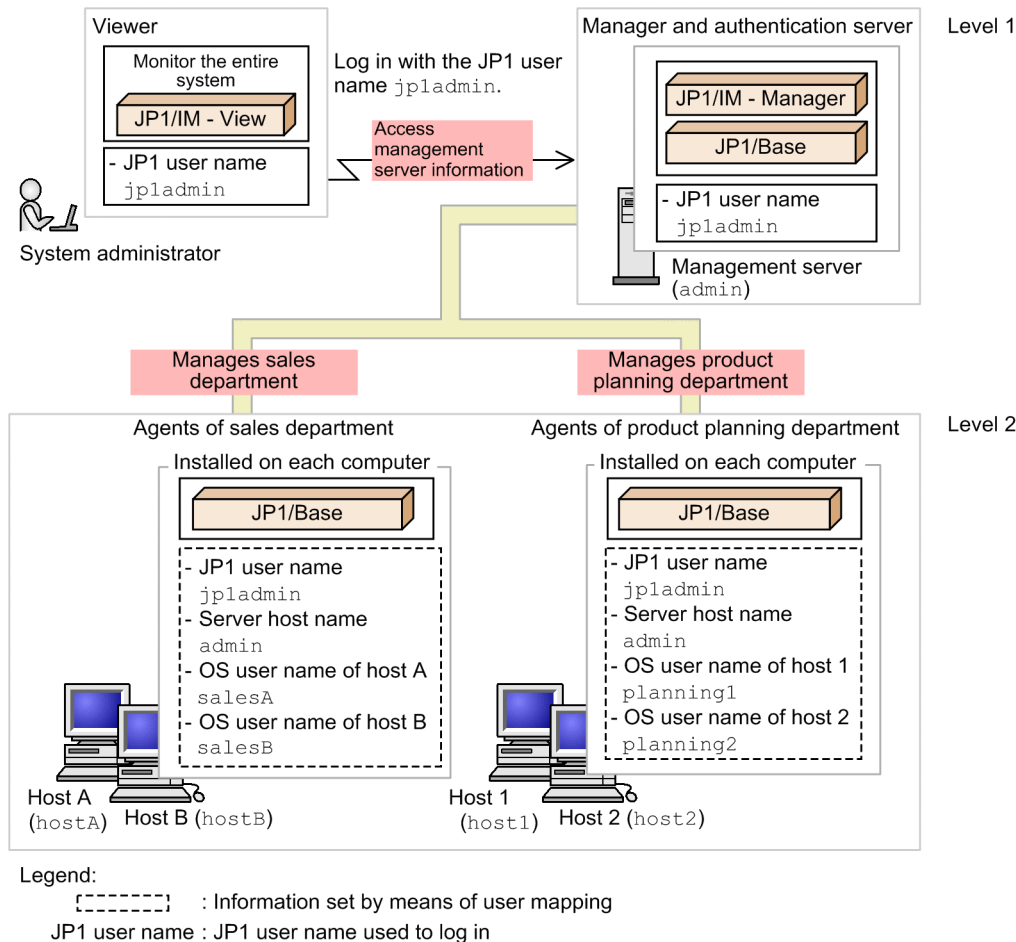 Viewer
Monitor the entire
system
JP1/IM - View
- JP1 user name
jp1admin
System administrator
Log in with the JP1 user
name jp1admin.
Access
management
server information
Manager and authentication server
JP1/IM - Manager
JP1/Base
- JP1 user name
jp1admin
Management server
(admin)
Level 1
Manages sales
department
Manages product
planning department
Level 2
Agents of sales department
Installed on each computer
JP1/Base
- JP1 user name
jp1admin
- Server host name
admin
- OS user name of host A
salesA
- OS user name of host B
salesB
Host A
(hostA)
Host B (hostB)
Agents of product planning department
Installed on each computer
JP1/Base
- JP1 user name
jp1admin
- Server host name
admin
- OS user name of host 1
planning1
- OS user name of host 2
planning2
Host 1
(host1)
Host 2 (host2)
Legend:
: Information set by means of user mapping
JP1 user name : JP1 user name used to log in